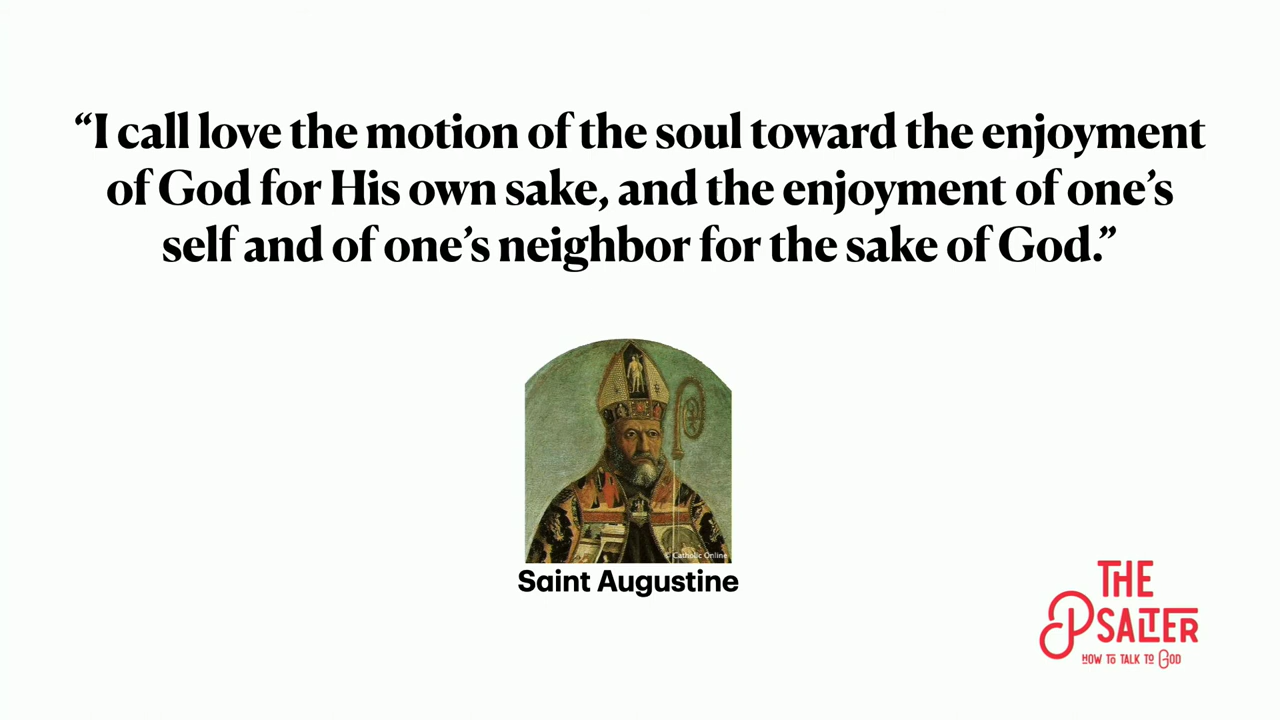 “I call love the motion of the soul toward the enjoyment
of God for His own sake, and the enjoyment of one’s
self and of one’s neighbor for the sake of God.”
© Catholic Online
Saint Augustine
THE
PSALTER
HOW TO TALK TO GOD